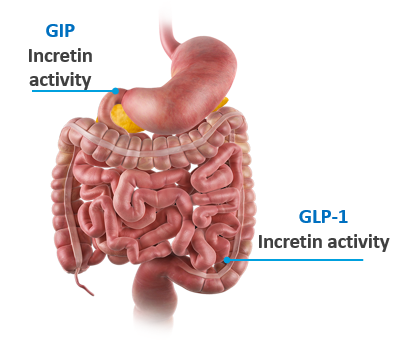 GIP
Incretin
activity
GLP-1
Incretin activity